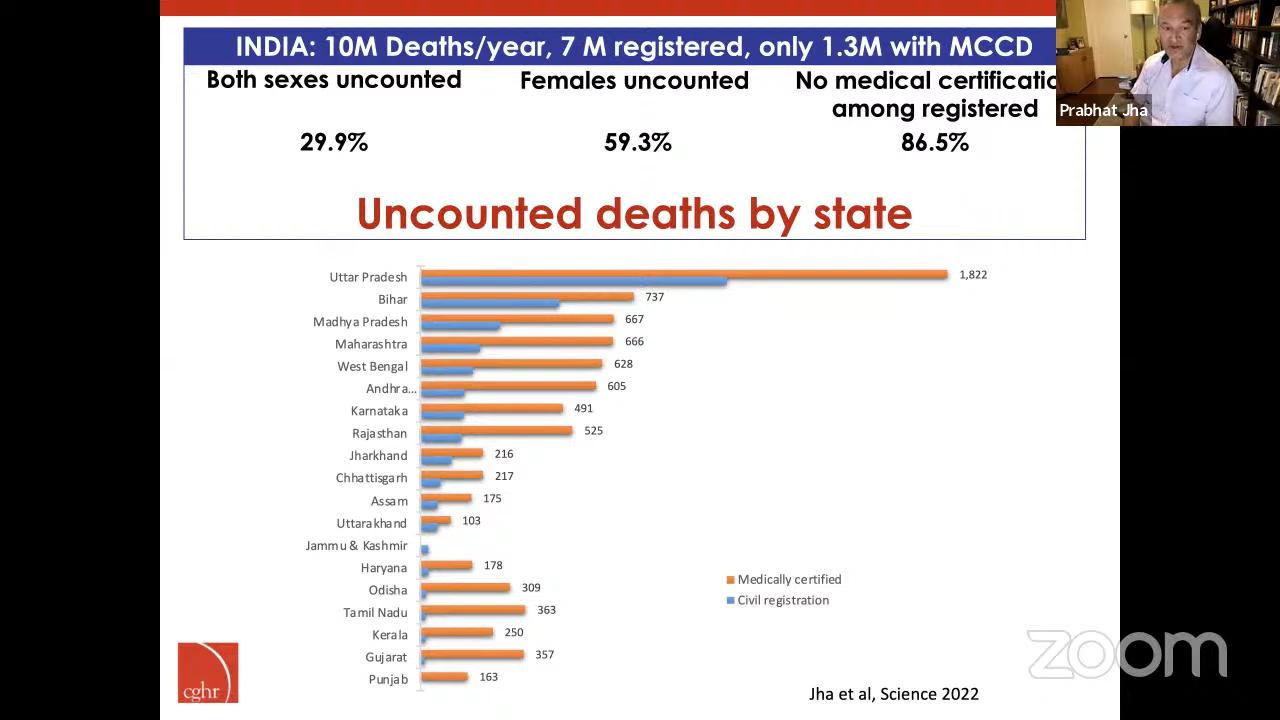 INDIA: 10M Deaths/year, 7 M registered, only 1.3M with MCCD
Both sexes uncounted
Females uncounted
No medical certificatio
among registered
29.9%
59.3%
86.5%
Prabhat Jha
Uncounted deaths by state
Uttar Pradesh 1,822
Bihar 737
Madhya Pradesh 667
Maharashtra 666
West Bengal 628
Andhra... 605
Karnataka 491
Rajasthan 525
Jharkhand 216
Chhattisgarh 217
Assam 175
Uttarakhand 103
Jammu & Kashmir
Haryana 178
Odisha 309
Tamil Nadu 363
Kerala 250
Gujarat 357
Punjab 163
Medically certified
Civil registration
cghr
Jha et al, Science 2022
zoom